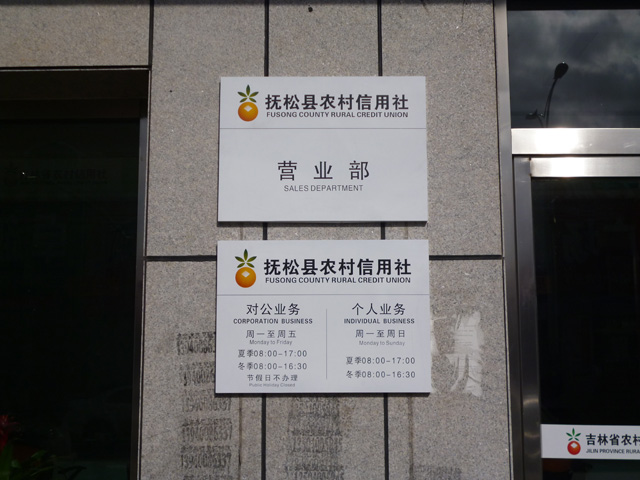 抚松县农村信用社
FUSONG COUNTY RURAL CREDIT UNION
营业部
SALES DEPARTMENT
抚松县农村信用社
FUSONG COUNTY RURAL CREDIT UNION
对公业务
CORPORATION BUSINESS
周一至周五
Monday to Friday
夏季08:00-17:00
冬季08:00-16:30
节假日不办理
Public Holiday Closed
个人业务
INDIVIDUAL BUSINESS
周一至周日
Monday to Sunday
夏季08:00-17:00
冬季08:00-16:30
吉林省农村
JILIN PROVINCE RURA